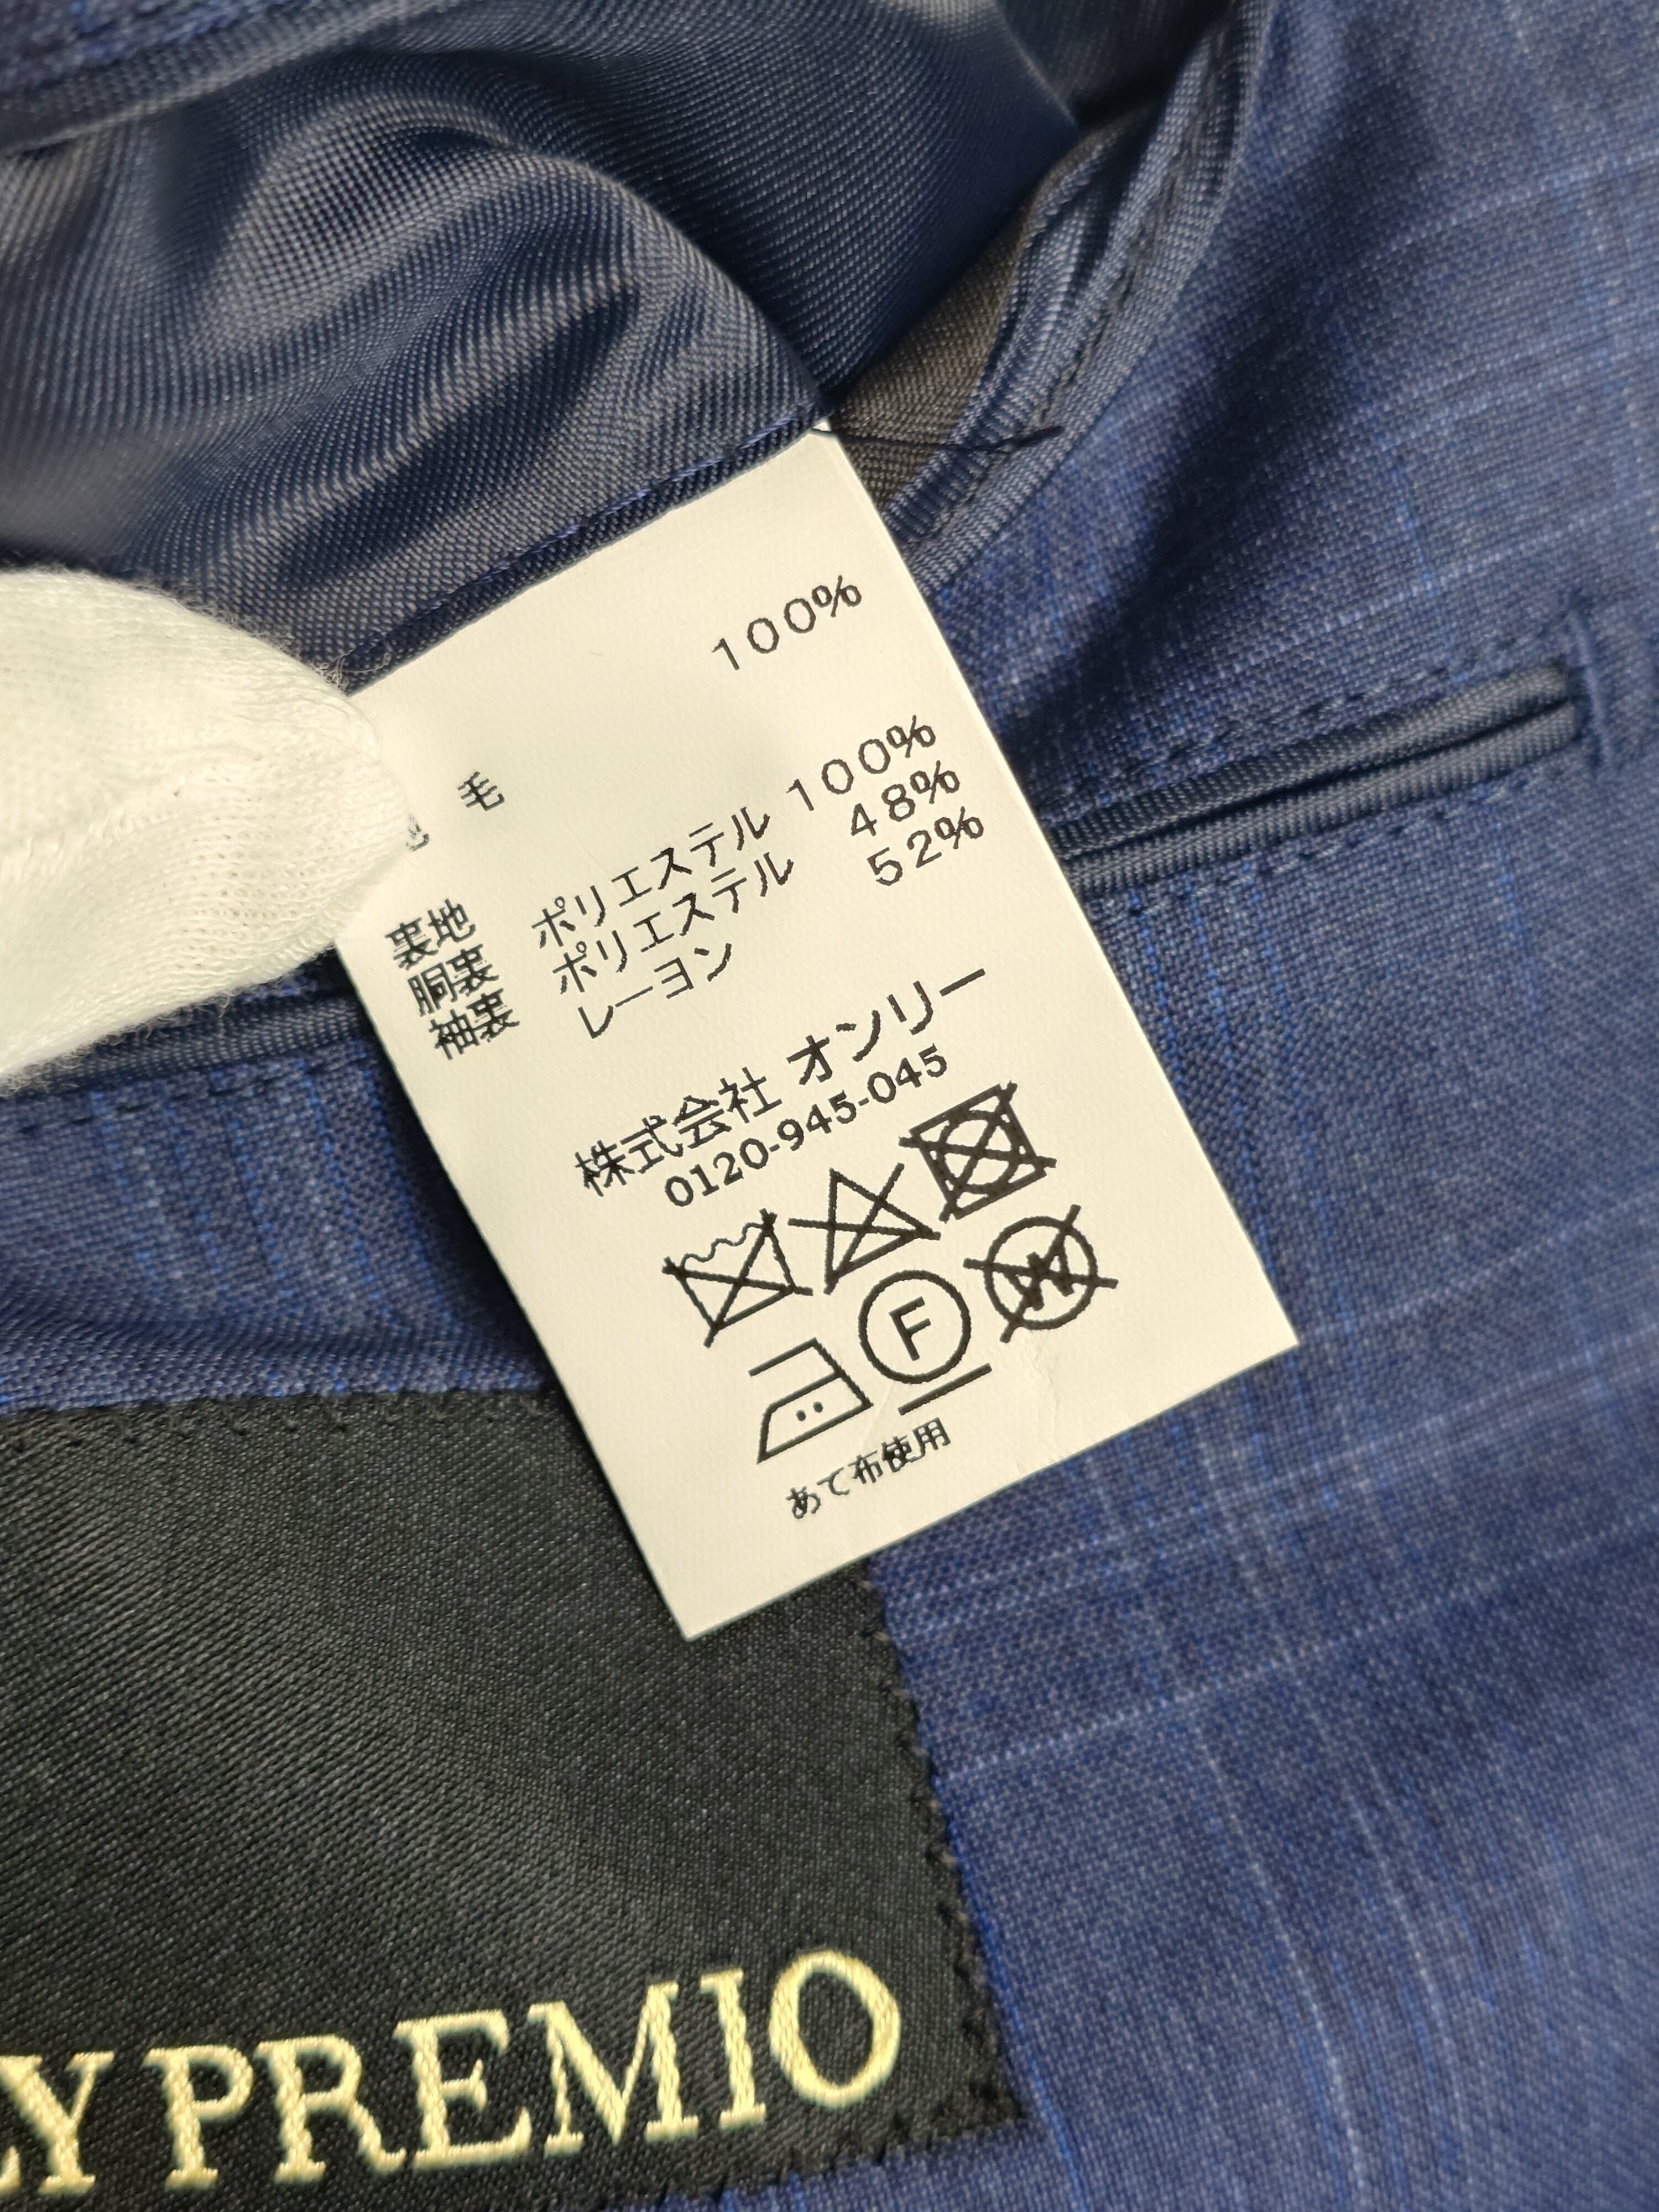 毛 100%
裏地
胴裏 ポリエステル 100%
袖裏 ポリエステル 48%
レーヨン 52%
株式会社 オンリー
0120-945-045
F
W
あて布使用
Y PREMIO